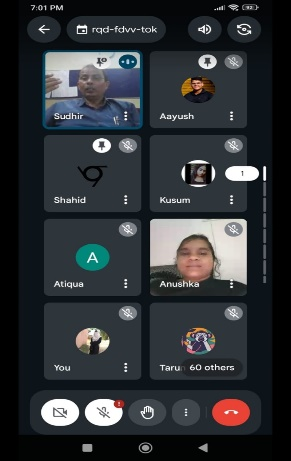 7:01 PM
rqd-fdvv-tok
Sudhir
Aayush
Shahid
Kusum
1
A
Atiqua
Anushka
You
Taru
60 others